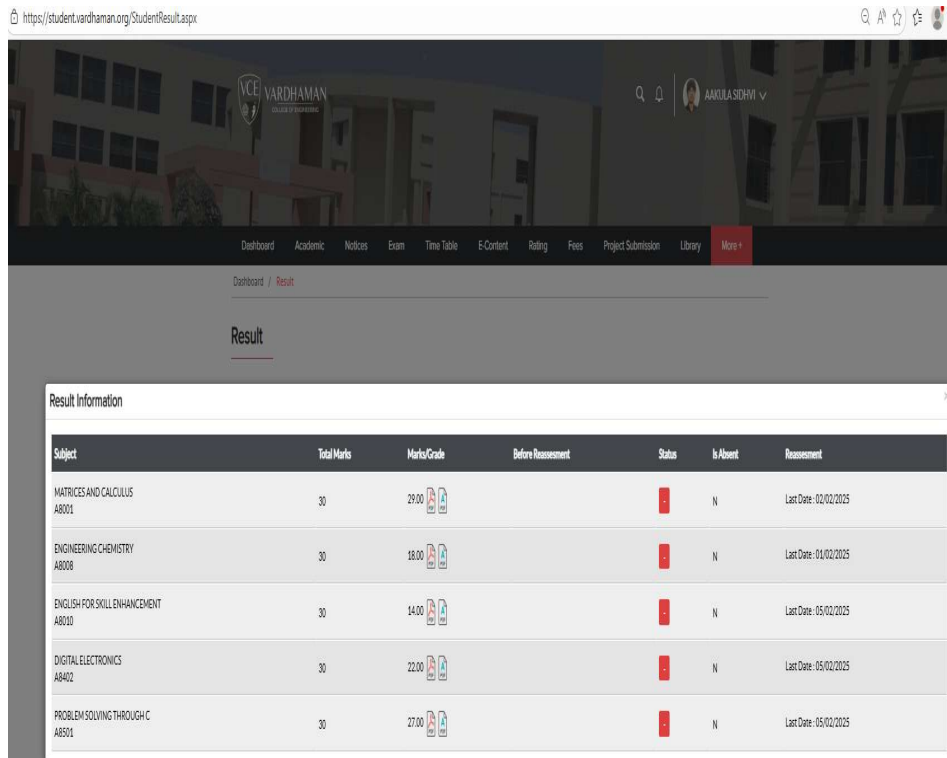 https://student.vardhaman.org/StudentResult.aspx
VCE VARDHAMAN
COLLEGE OF ENGINEERING
AAKULA SIDHVI
Dashboard Academic Notices Exam Time Table E-Content Rating Fees Project Submission Library More +
Dashboard / Result
Result
Result Information
Subject Total Marks Marks/Grade Before Reassesment Status Is Absent Reassesment
MATRICES AND CALCULUS
A8001 30 29.00 - N Last Date : 02/02/2025
ENGINEERING CHEMISTRY
A8008 30 18.00 - N Last Date : 01/02/2025
ENGLISH FOR SKILL ENHANCEMENT
A8010 30 14.00 - N Last Date : 05/02/2025
DIGITAL ELECTRONICS
A8402 30 22.00 - N Last Date : 05/02/2025
PROBLEM SOLVING THROUGH C
A8501 30 27.00 - N Last Date : 05/02/2025